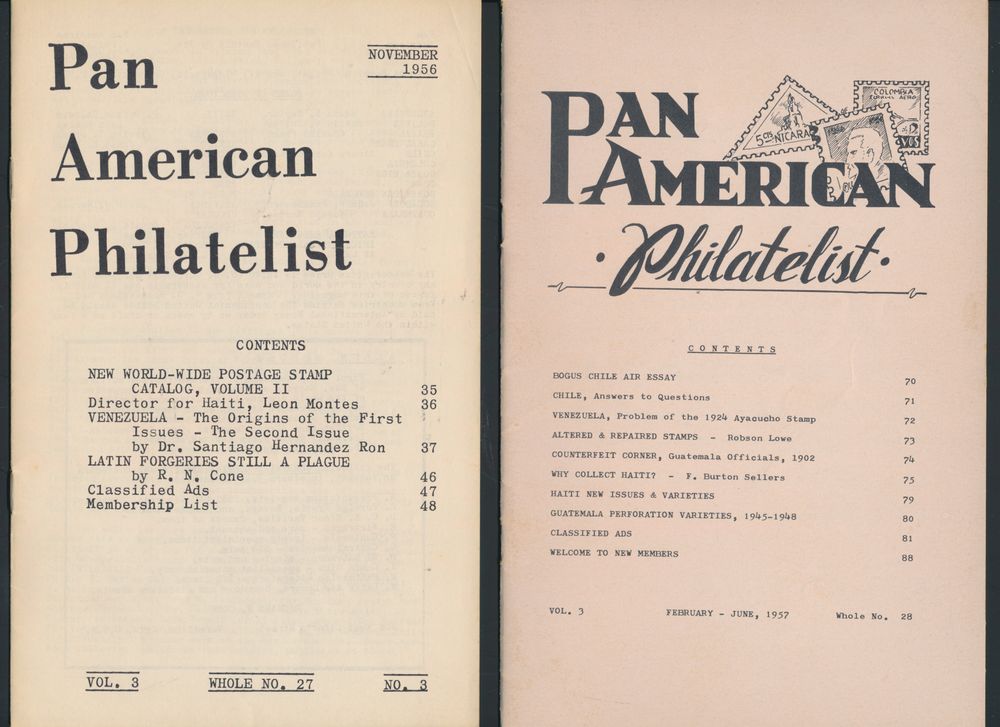 Pan
American
Philatelist
NOVEMBER
1956
CONTENTS
NEW WORLD-WIDE POSTAGE STAMP
CATALOG, VOLUME II 35
Director for Haiti, Leon Montes 36
VENEZUELA - The Origins of the First
Issues - The Second Issue
by Dr. Santiago Hernandez Ron 37
LATIN FORGERIES STILL A PLAGUE
by R. N. Cone 46
Classified Ads 47
Membership List 48
VOL. 3 WHOLE NO. 27 NO. 3
PAN
AMERICAN
·Philatelist·
5cts NICARA
COLOMBIA
CONTENTS
BOGUS CHILE AIR ESSAY 70
CHILE, Answers to Questions 71
VENEZUELA, Problem of the 1924 Ayacucho Stamp 72
ALTERED & REPAIRED STAMPS - Robson Lowe 73
COUNTERFEIT CORNER, Guatemala Officials, 1902 74
WHY COLLECT HAITI? - F. Burton Sellers 75
HAITI NEW ISSUES & VARIETIES 79
GUATEMALA PERFORATION VARIETIES, 1945-1948 80
CLASSIFIED ADS 81
WELCOME TO NEW MEMBERS 88
VOL. 3 FEBRUARY - JUNE, 1957 Whole No. 28